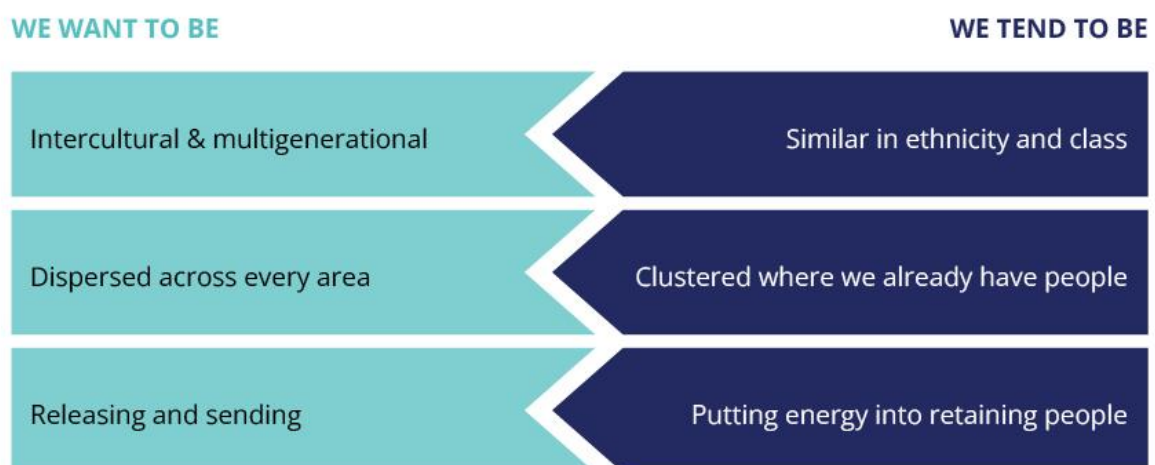 WE WANT TO BE
WE TEND TO BE
Intercultural & multigenerational
Similar in ethnicity and class
Dispersed across every area
Clustered where we already have people
Releasing and sending
Putting energy into retaining people